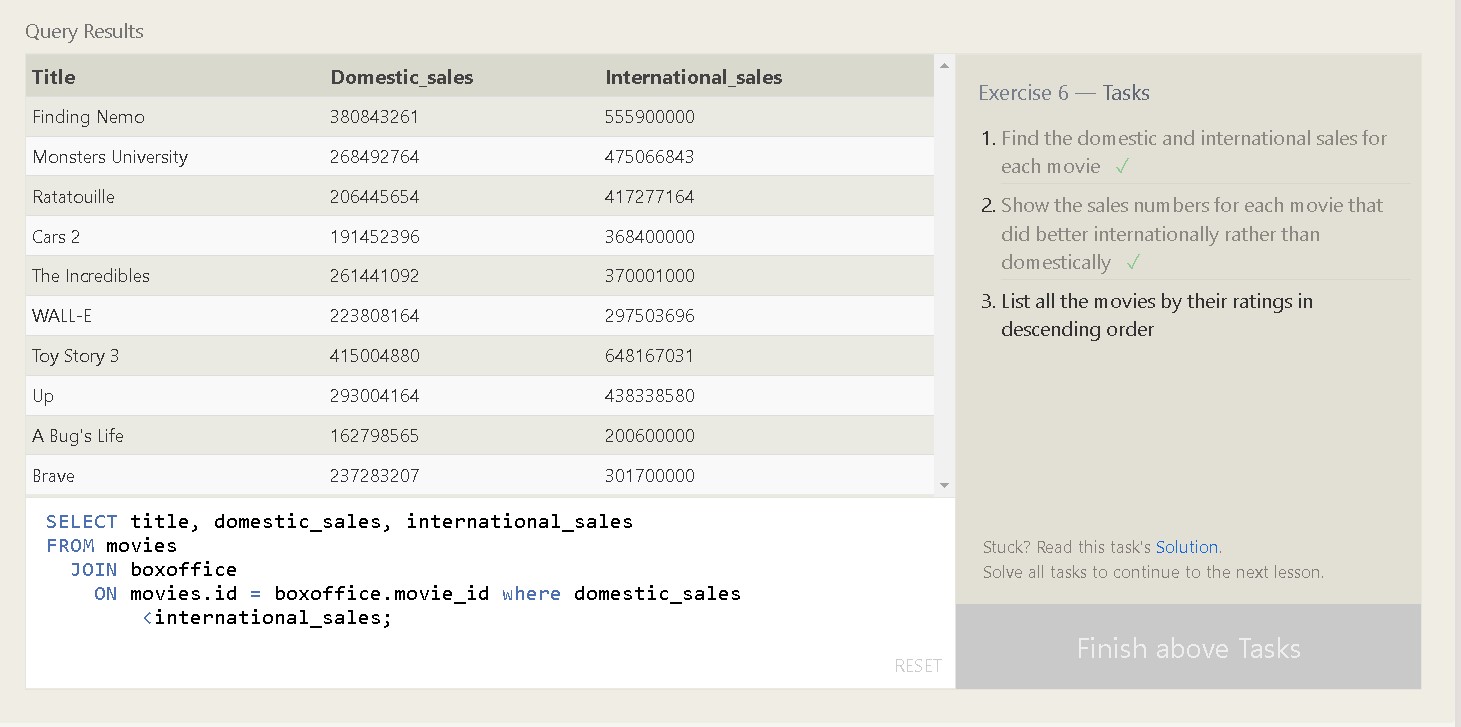 Query Results
Title Domestic_sales International_sales
Finding Nemo 380843261 555900000
Monsters University 268492764 475066843
Ratatouille 206445654 417277164
Cars 2 191452396 368400000
The Incredibles 261441092 370001000
WALL-E 223808164 297503696
Toy Story 3 415004880 648167031
Up 293004164 438338580
A Bug's Life 162798565 200600000
Brave 237283207 301700000
SELECT title, domestic_sales, international_sales
FROM movies
JOIN boxoffice
ON movies.id = boxoffice.movie_id where domestic_sales
<international_sales;
RESET
Exercise 6 — Tasks
1. Find the domestic and international sales for
each movie ✓
2. Show the sales numbers for each movie that
did better internationally rather than
domestically ✓
3. List all the movies by their ratings in
descending order
Stuck? Read this task's Solution.
Solve all tasks to continue to the next lesson.
Finish above Tasks